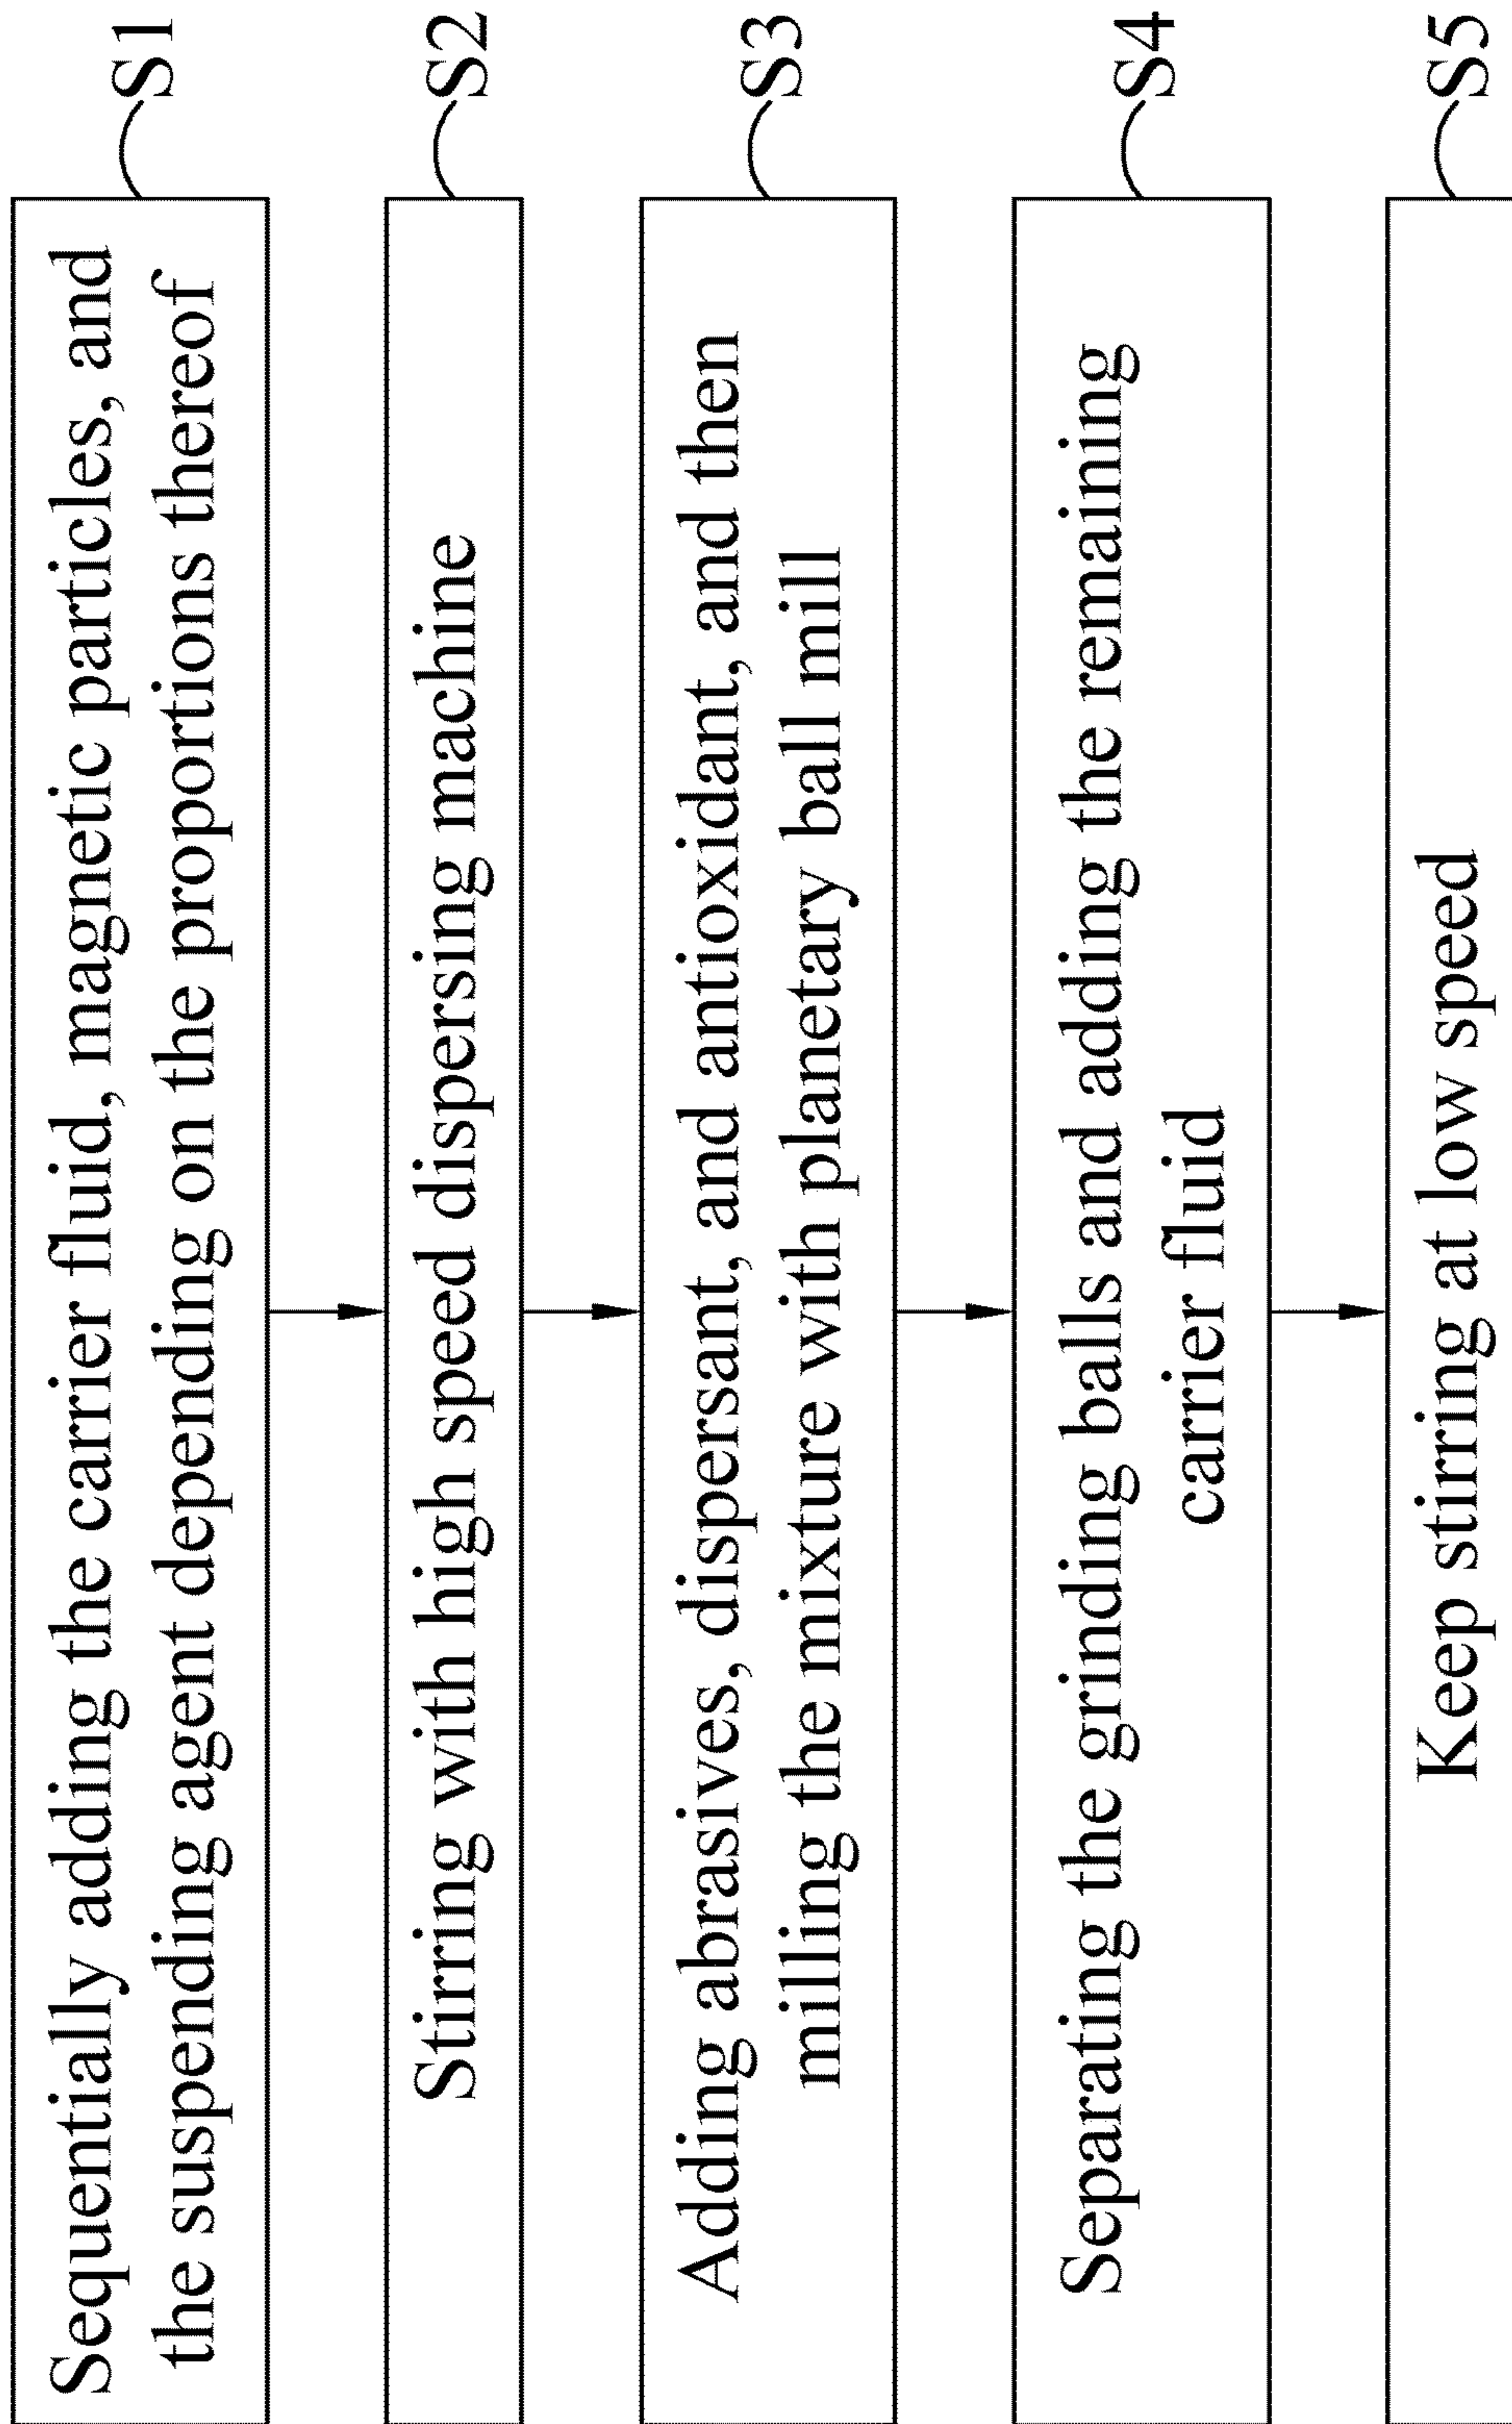 Sequentially adding the carrier fluid, magnetic particles, and
the suspending agent depending on the proportions thereof
S1
Stirring with high speed dispersing machine
S2
Adding abrasives, dispersant, and antioxidant, and then
milling the mixture with planetary ball mill
S3
Separating the grinding balls and adding the remaining
carrier fluid
S4
Keep stirring at low speed
S5